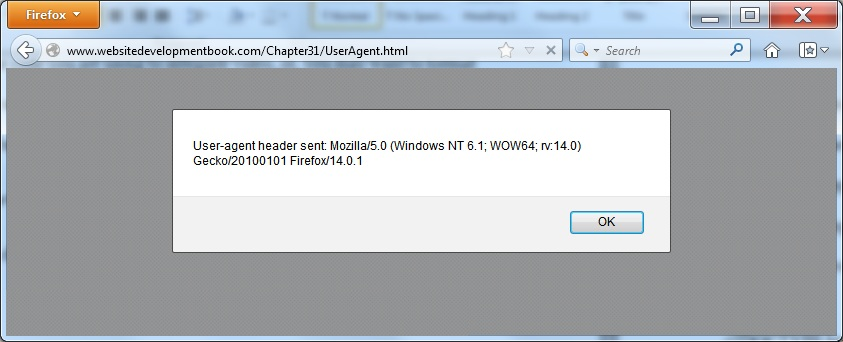 Firefox
www.websitedevelopmentbook.com/Chapter31/UserAgent.html
Search
User-agent header sent: Mozilla/5.0 (Windows NT 6.1; WOW64; rv:14.0)
Gecko/20100101 Firefox/14.0.1
OK